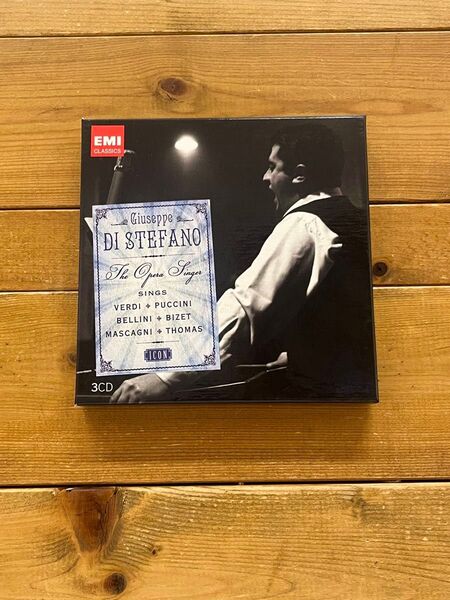 EMI
CLASSICS
Giuseppe
DI STEFANO
The Opera Singer
SINGS
VERDI + PUCCINI
BELLINI + BIZET
MASCAGNI + THOMAS
ICON
3CD